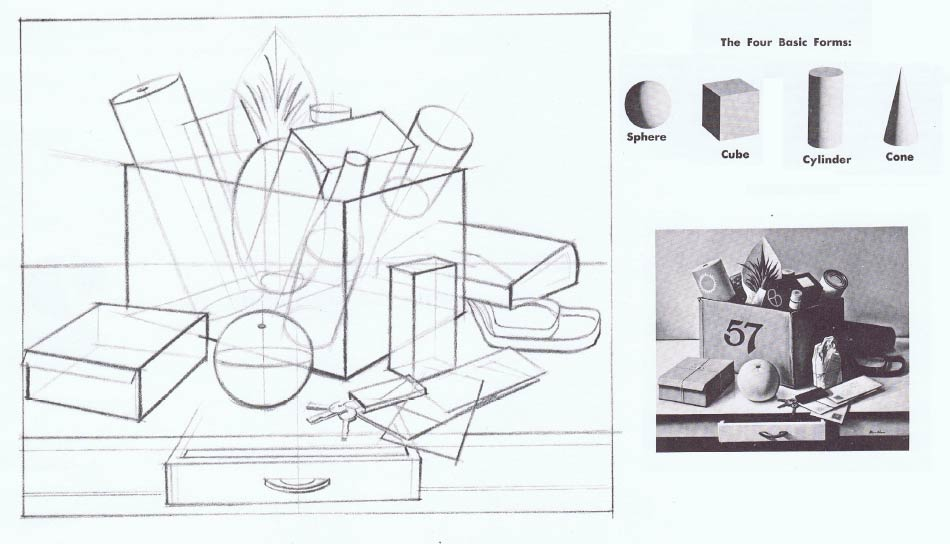 The Four Basic Forms:
Sphere
Cube
Cylinder
Cone
57